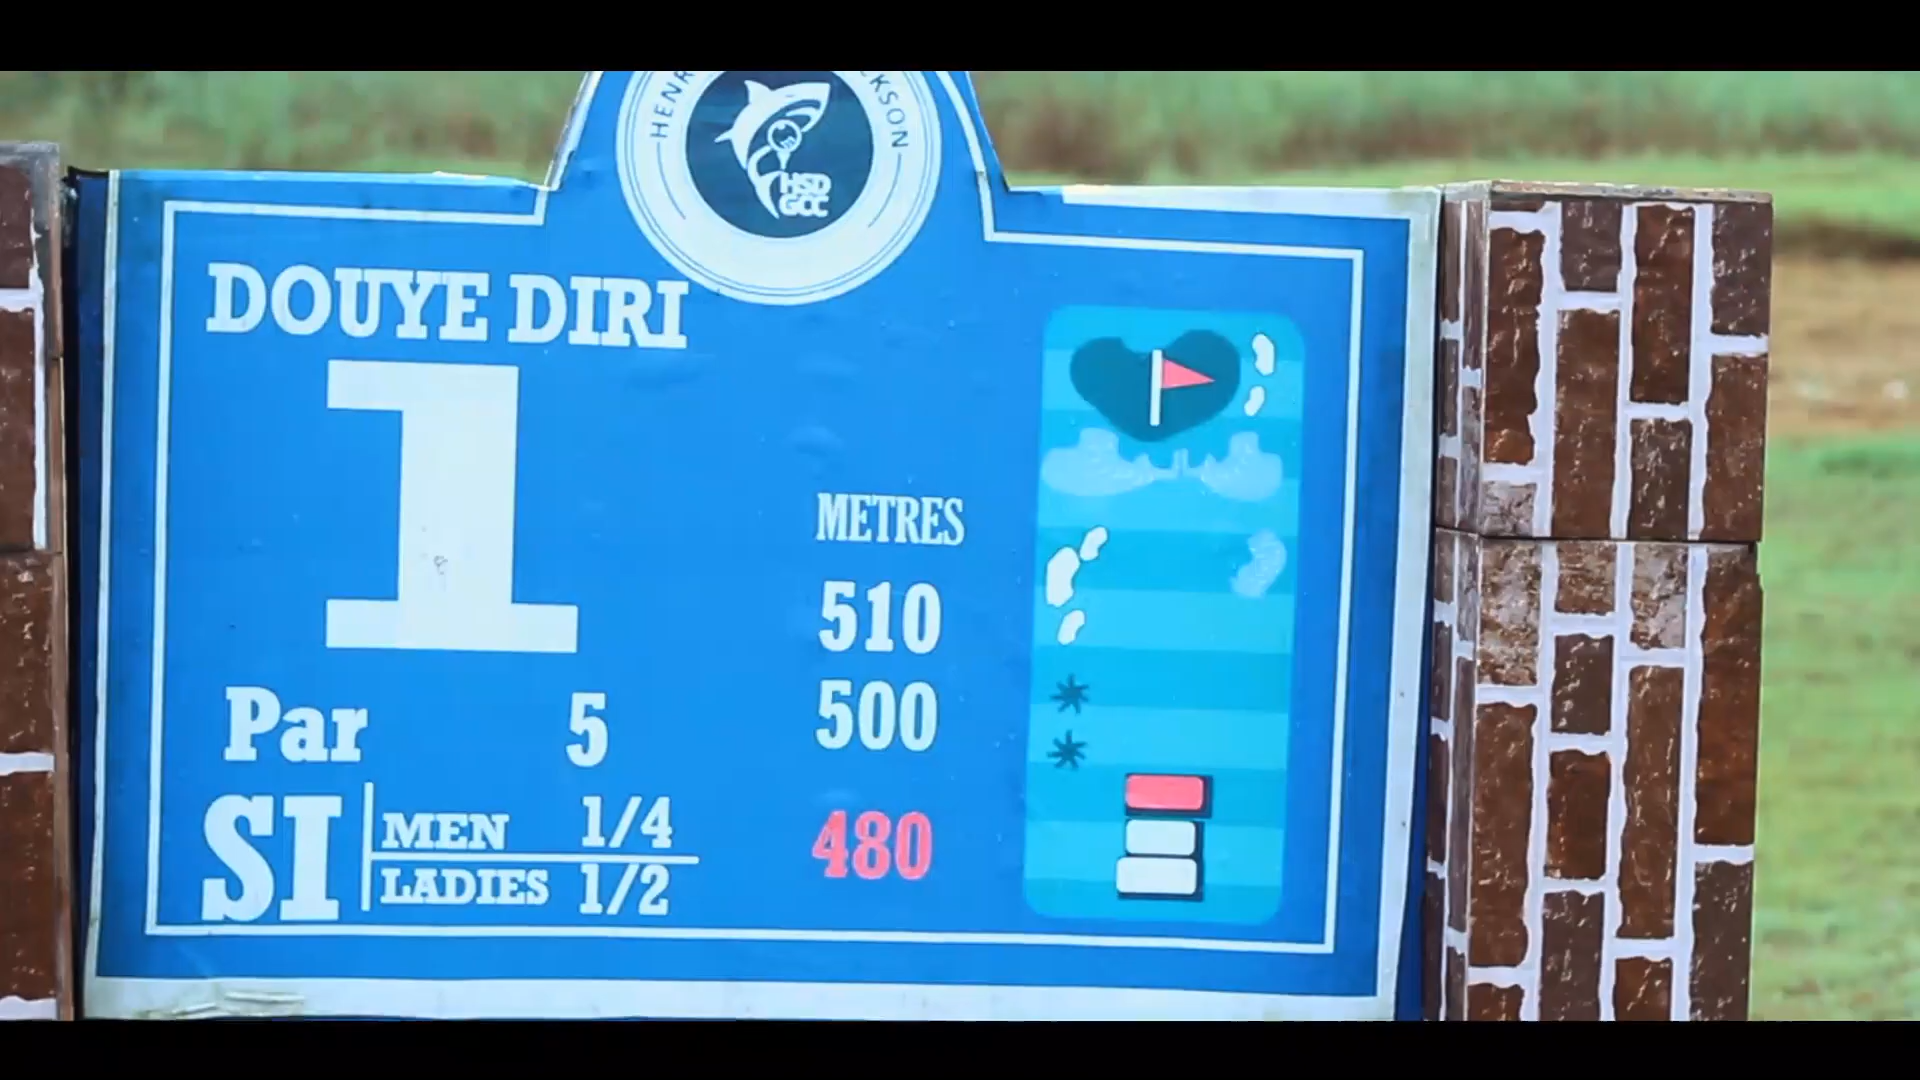 HSD
GCC
DOUYE DIRI
1
METRES
510
500
Par 5
SI
MEN 1/4
LADIES 1/2
480